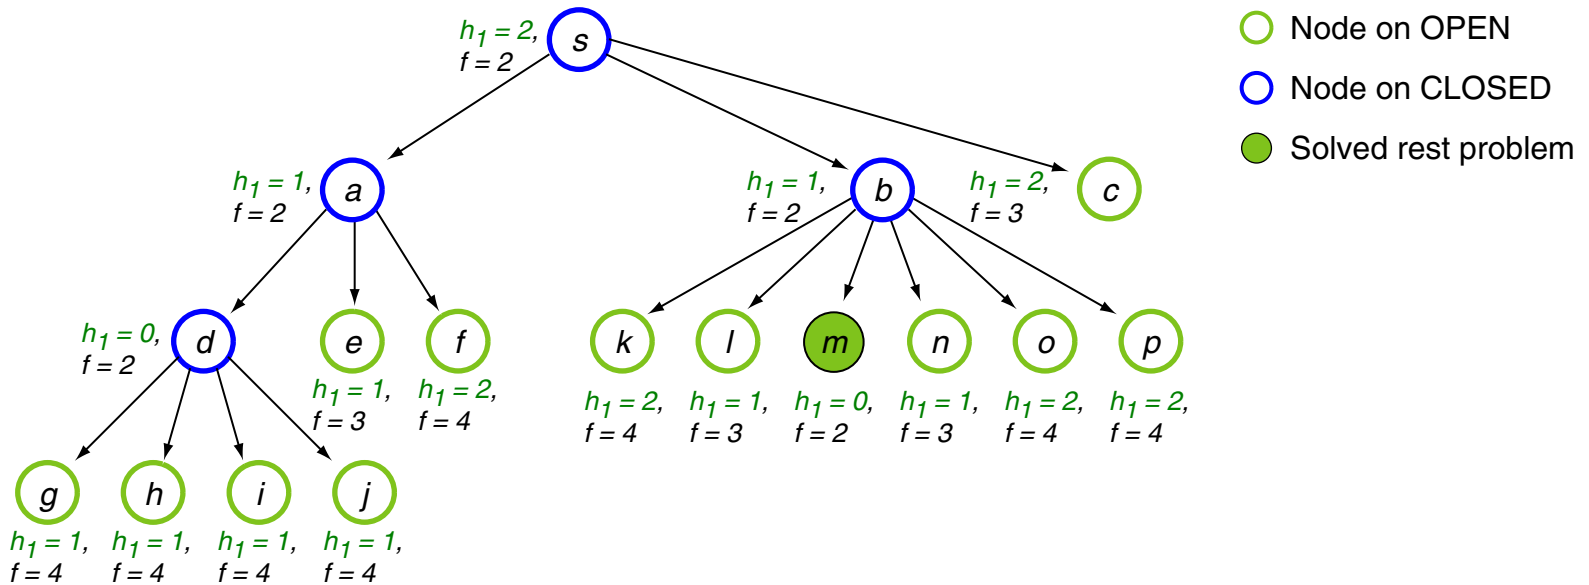 h1 = 2,
f = 2
s
Node on OPEN
Node on CLOSED
Solved rest problem
h1 = 1,
f = 2
a
h1 = 1,
f = 2
b
h1 = 2,
f = 3
c
h1 = 0,
f = 2
d
e
f
k
l
m
n
o
p
h1 = 1,
f = 3
h1 = 2,
f = 4
h1 = 2,
f = 4
h1 = 1,
f = 3
h1 = 0,
f = 2
h1 = 1,
f = 3
h1 = 2,
f = 4
h1 = 2,
f = 4
g
h
i
j
h1 = 1,
f = 4
h1 = 1,
f = 4
h1 = 1,
f = 4
h1 = 1,
f = 4